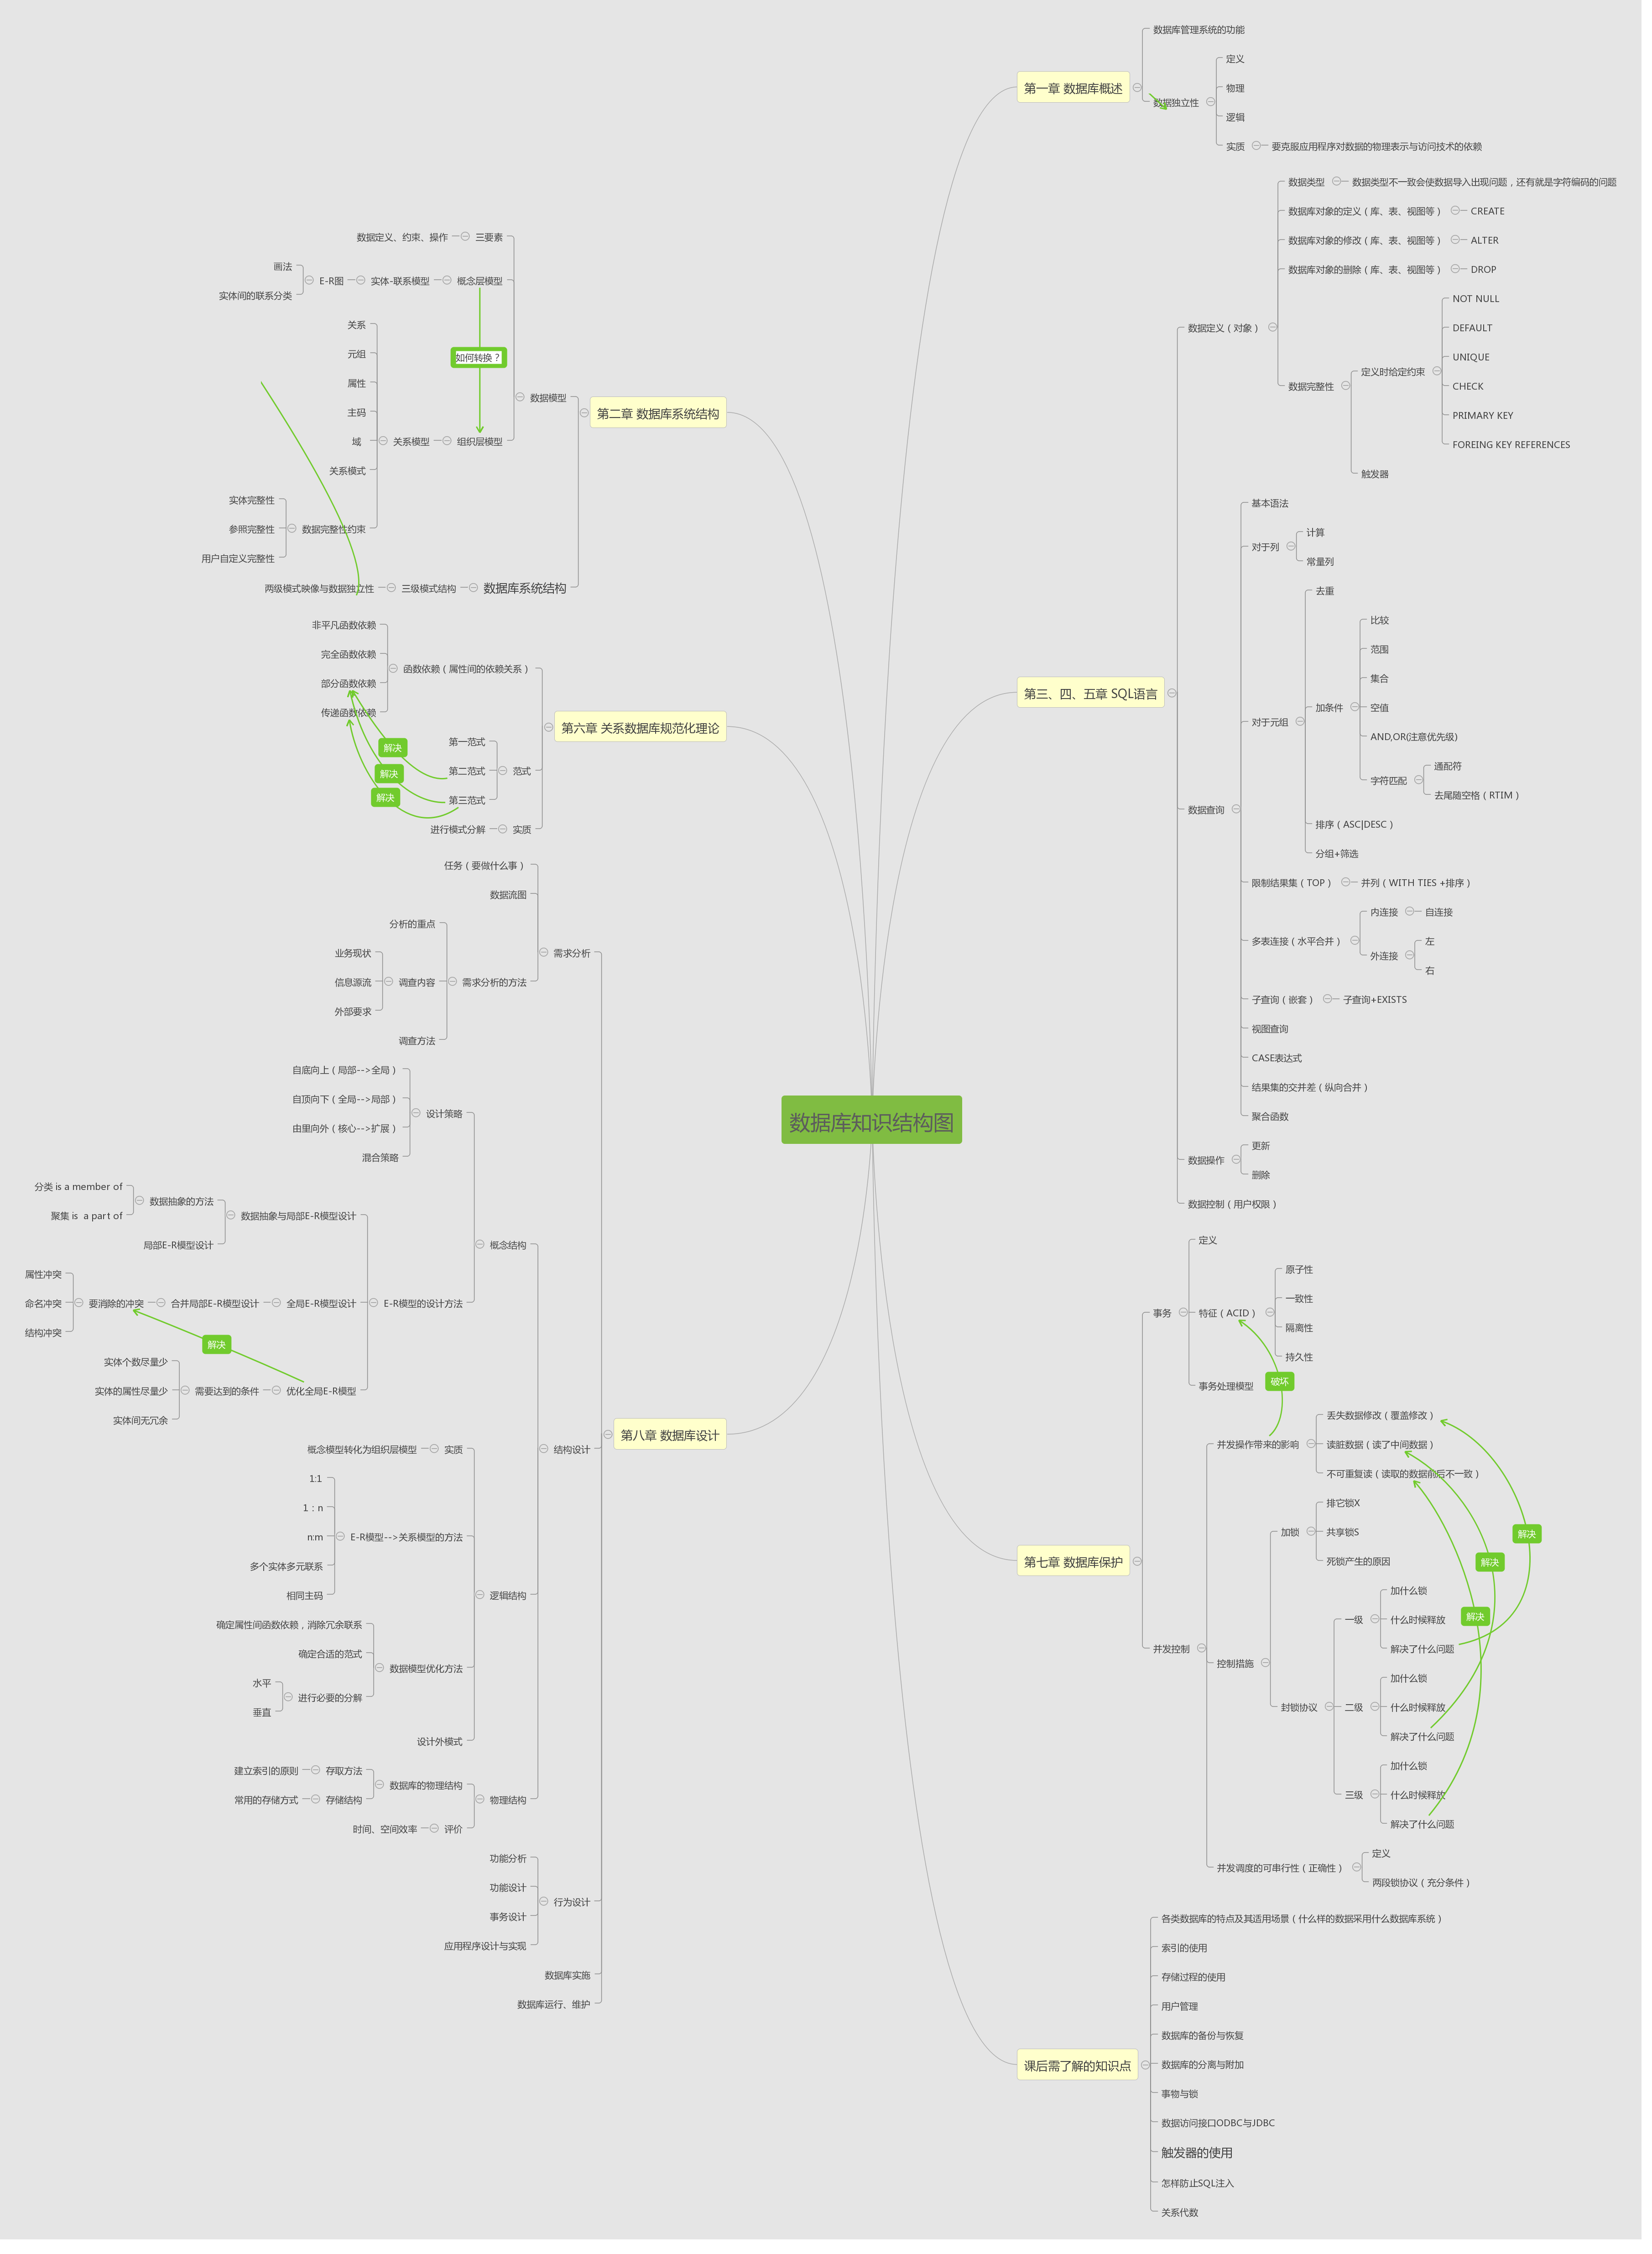 数据库知识结构图
第一章 数据库概述
数据库管理系统的功能
数据独立性
定义
物理
逻辑
实质
要克服应用程序对数据的物理表示与访问技术的依赖
第三、四、五章 SQL语言
数据定义（对象）
数据类型
数据类型不一致会使数据导入出现问题，还有就是字符编码的问题
数据库对象的定义（库、表、视图等）
CREATE
数据库对象的修改（库、表、视图等）
ALTER
数据库对象的删除（库、表、视图等）
DROP
数据完整性
定义时给定约束
NOT NULL
DEFAULT
UNIQUE
CHECK
PRIMARY KEY
FOREING KEY REFERENCES
触发器
数据查询
基本语法
对于列
计算
常量列
对于元组
去重
加条件
比较
范围
集合
空值
AND,OR(注意优先级)
字符匹配
通配符
去尾随空格（RTIM）
排序（ASC|DESC）
分组+筛选
限制结果集（TOP）
并列（WITH TIES +排序）
多表连接（水平合并）
内连接
自连接
外连接
左
右
子查询（嵌套）
子查询+EXISTS
视图查询
CASE表达式
结果集的交并差（纵向合并）
聚合函数
数据操作
更新
删除
数据控制（用户权限）
第七章 数据库保护
事务
定义
特征（ACID）
原子性
一致性
隔离性
持久性
事务处理模型
破坏
并发控制
并发操作带来的影响
丢失数据修改（覆盖修改）
读脏数据（读了中间数据）
不可重复读（读取的数据前后不一致）
控制措施
加锁
排它锁X
共享锁S
死锁产生的原因
封锁协议
一级
加什么锁
什么时候释放
解决了什么问题
二级
加什么锁
什么时候释放
解决了什么问题
三级
加什么锁
什么时候释放
解决了什么问题
解决
解决
解决
并发调度的可串行性（正确性）
定义
两段锁协议（充分条件）
课后需了解的知识点
各类数据库的特点及其适用场景（什么样的数据采用什么数据库系统）
索引的使用
存储过程的使用
用户管理
数据库的备份与恢复
数据库的分离与附加
事物与锁
数据访问接口ODBC与JDBC
触发器的使用
怎样防止SQL注入
关系代数
第二章 数据库系统结构
数据模型
三要素
数据定义、约束、操作
概念层模型
实体-联系模型
E-R图
画法
实体间的联系分类
如何转换？
组织层模型
关系模型
关系
元组
属性
主码
域
关系模式
数据完整性约束
实体完整性
参照完整性
用户自定义完整性
数据库系统结构
三级模式结构
两级模式映像与数据独立性
第六章 关系数据库规范化理论
函数依赖（属性间的依赖关系）
非平凡函数依赖
完全函数依赖
部分函数依赖
传递函数依赖
范式
第一范式
第二范式
第三范式
解决
解决
解决
实质
进行模式分解
第八章 数据库设计
需求分析
任务（要做什么事）
数据流图
需求分析的方法
分析的重点
调查内容
业务现状
信息源流
外部要求
调查方法
结构设计
概念结构
设计策略
自底向上（局部-->全局）
自顶向下（全局-->局部）
由里向外（核心-->扩展）
混合策略
E-R模型的设计方法
数据抽象与局部E-R模型设计
数据抽象的方法
分类 is a member of
聚集 is a part of
局部E-R模型设计
全局E-R模型设计
合并局部E-R模型设计
要消除的冲突
属性冲突
命名冲突
结构冲突
解决
优化全局E-R模型
需要达到的条件
实体个数尽量少
实体的属性尽量少
实体间无冗余
逻辑结构
实质
概念模型转化为组织层模型
E-R模型-->关系模型的方法
1:1
1：n
n:m
多个实体多元联系
相同主码
数据模型优化方法
确定属性间函数依赖，消除冗余联系
确定合适的范式
进行必要的分解
水平
垂直
设计外模式
物理结构
数据库的物理结构
存取方法
建立索引的原则
存储结构
常用的存储方式
评价
时间、空间效率
行为设计
功能分析
功能设计
事务设计
应用程序设计与实现
数据库实施
数据库运行、维护